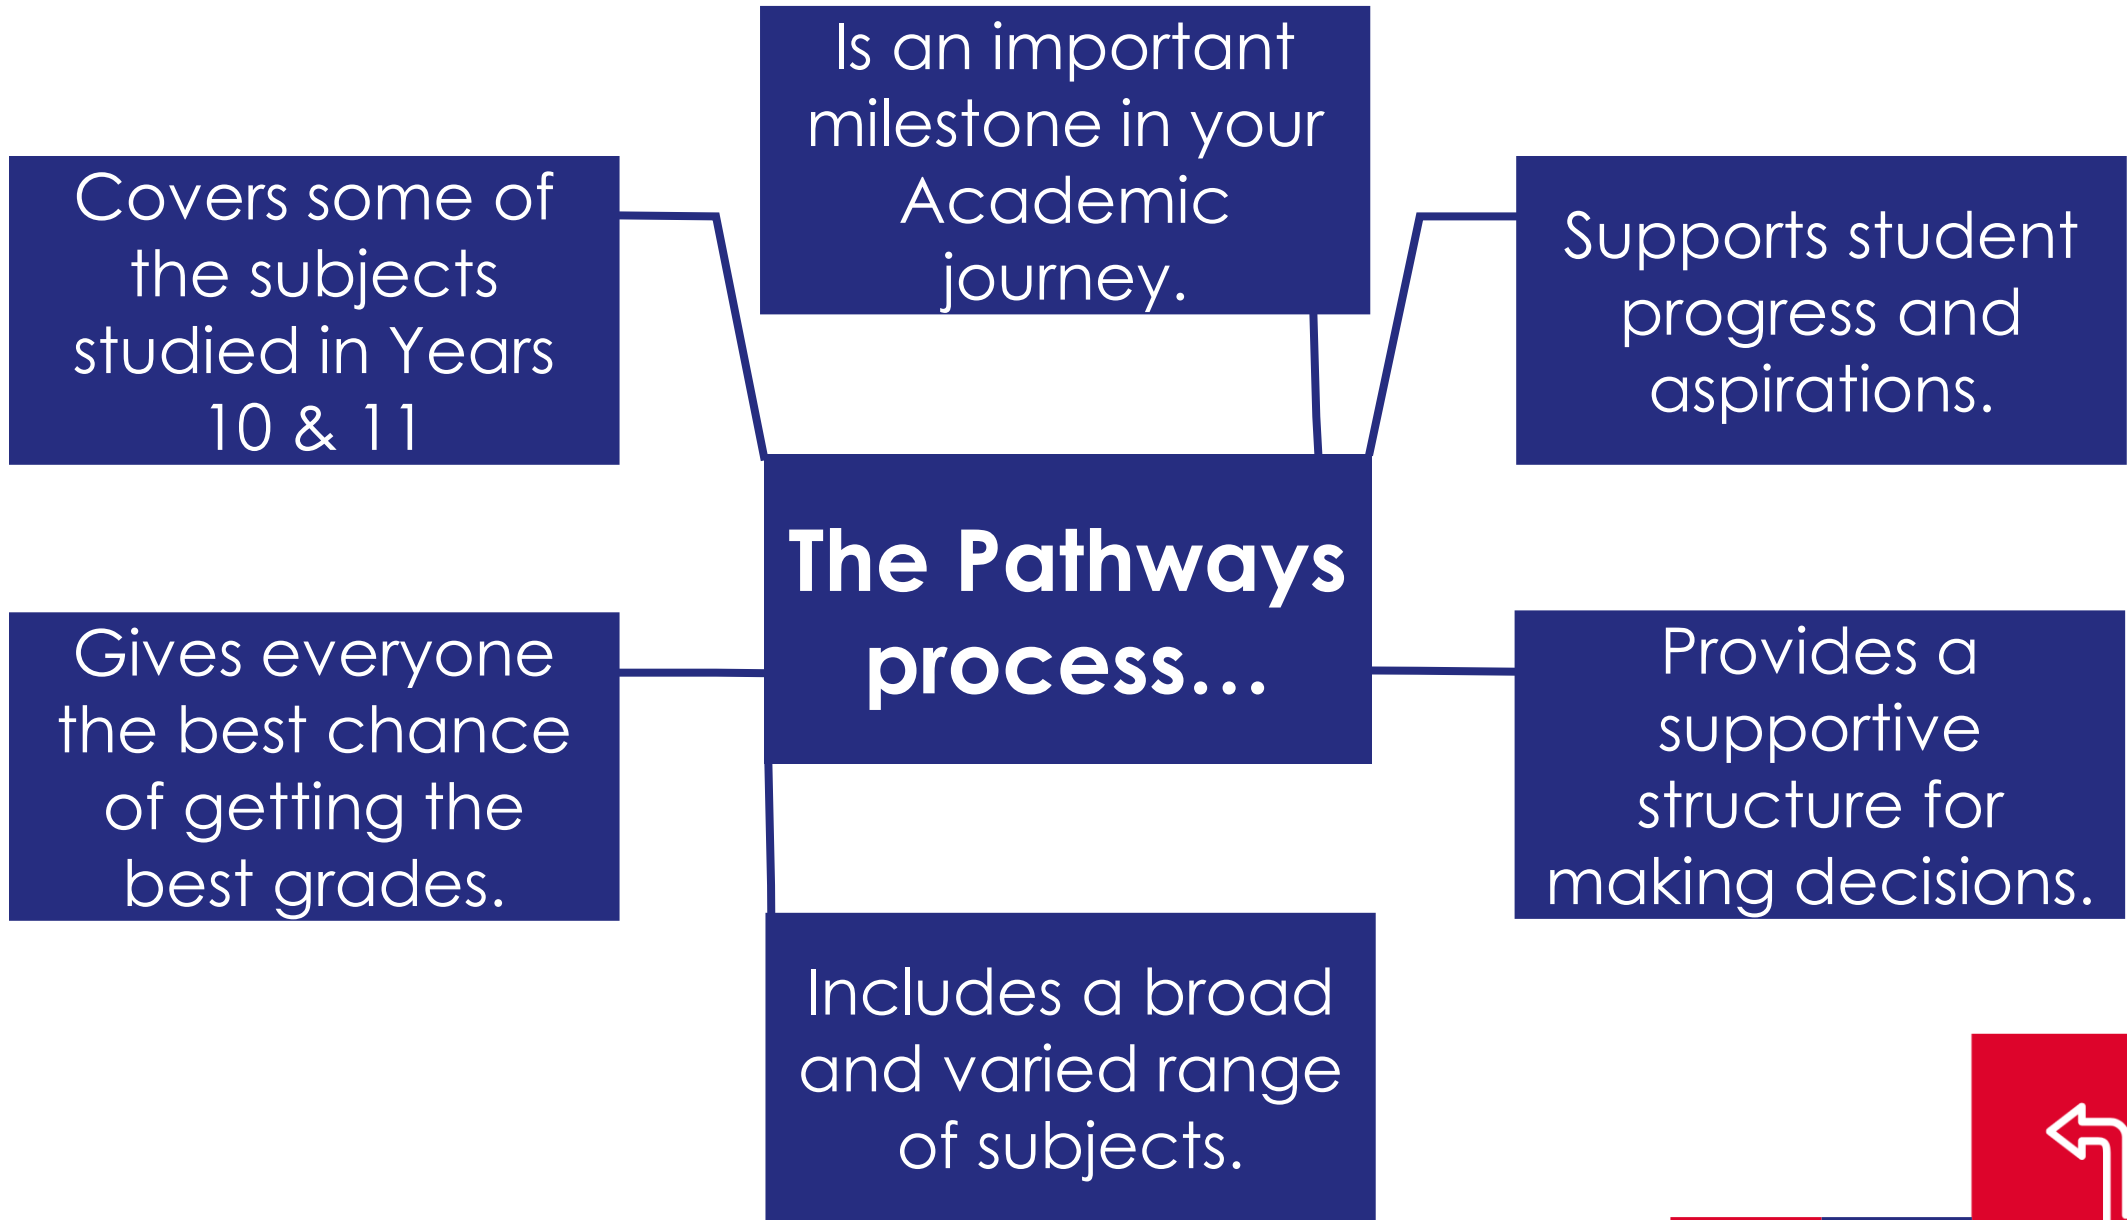 Is an important
milestone in your
Academic
journey.
Covers some of
the subjects
studied in Years
10 & 11
Supports student
progress and
aspirations.
The Pathways
process...
Gives everyone
the best chance
of getting the
best grades.
Provides a
supportive
structure for
making decisions.
Includes a broad
and varied range
of subjects.